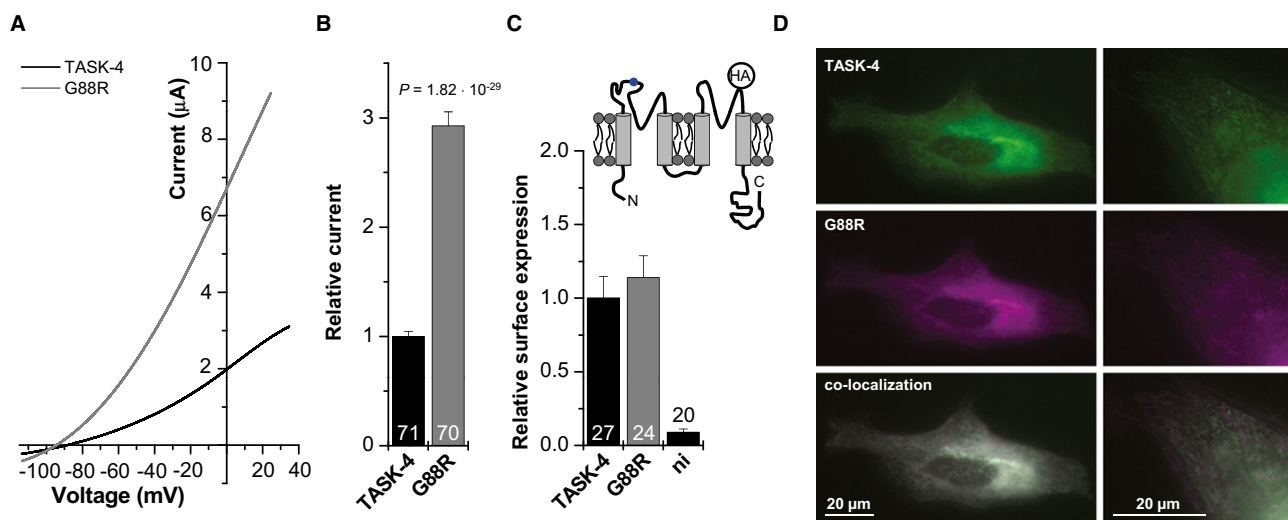 A
TASK-4
G88R
Current (μA)
10
8
6
4
2
-100 -80 -60 -40 -20 0 20 40
Voltage (mV)
B
P = 1.82 · 10-29
Relative current
3
2
1
0
71 70
TASK-4
G88R
C
HA
N
C
Relative surface expression
2.0
1.5
1.0
0.5
0.0
27 24 20
TASK-4
G88R
ni
D
TASK-4
G88R
co-localization
20 μm
20 μm